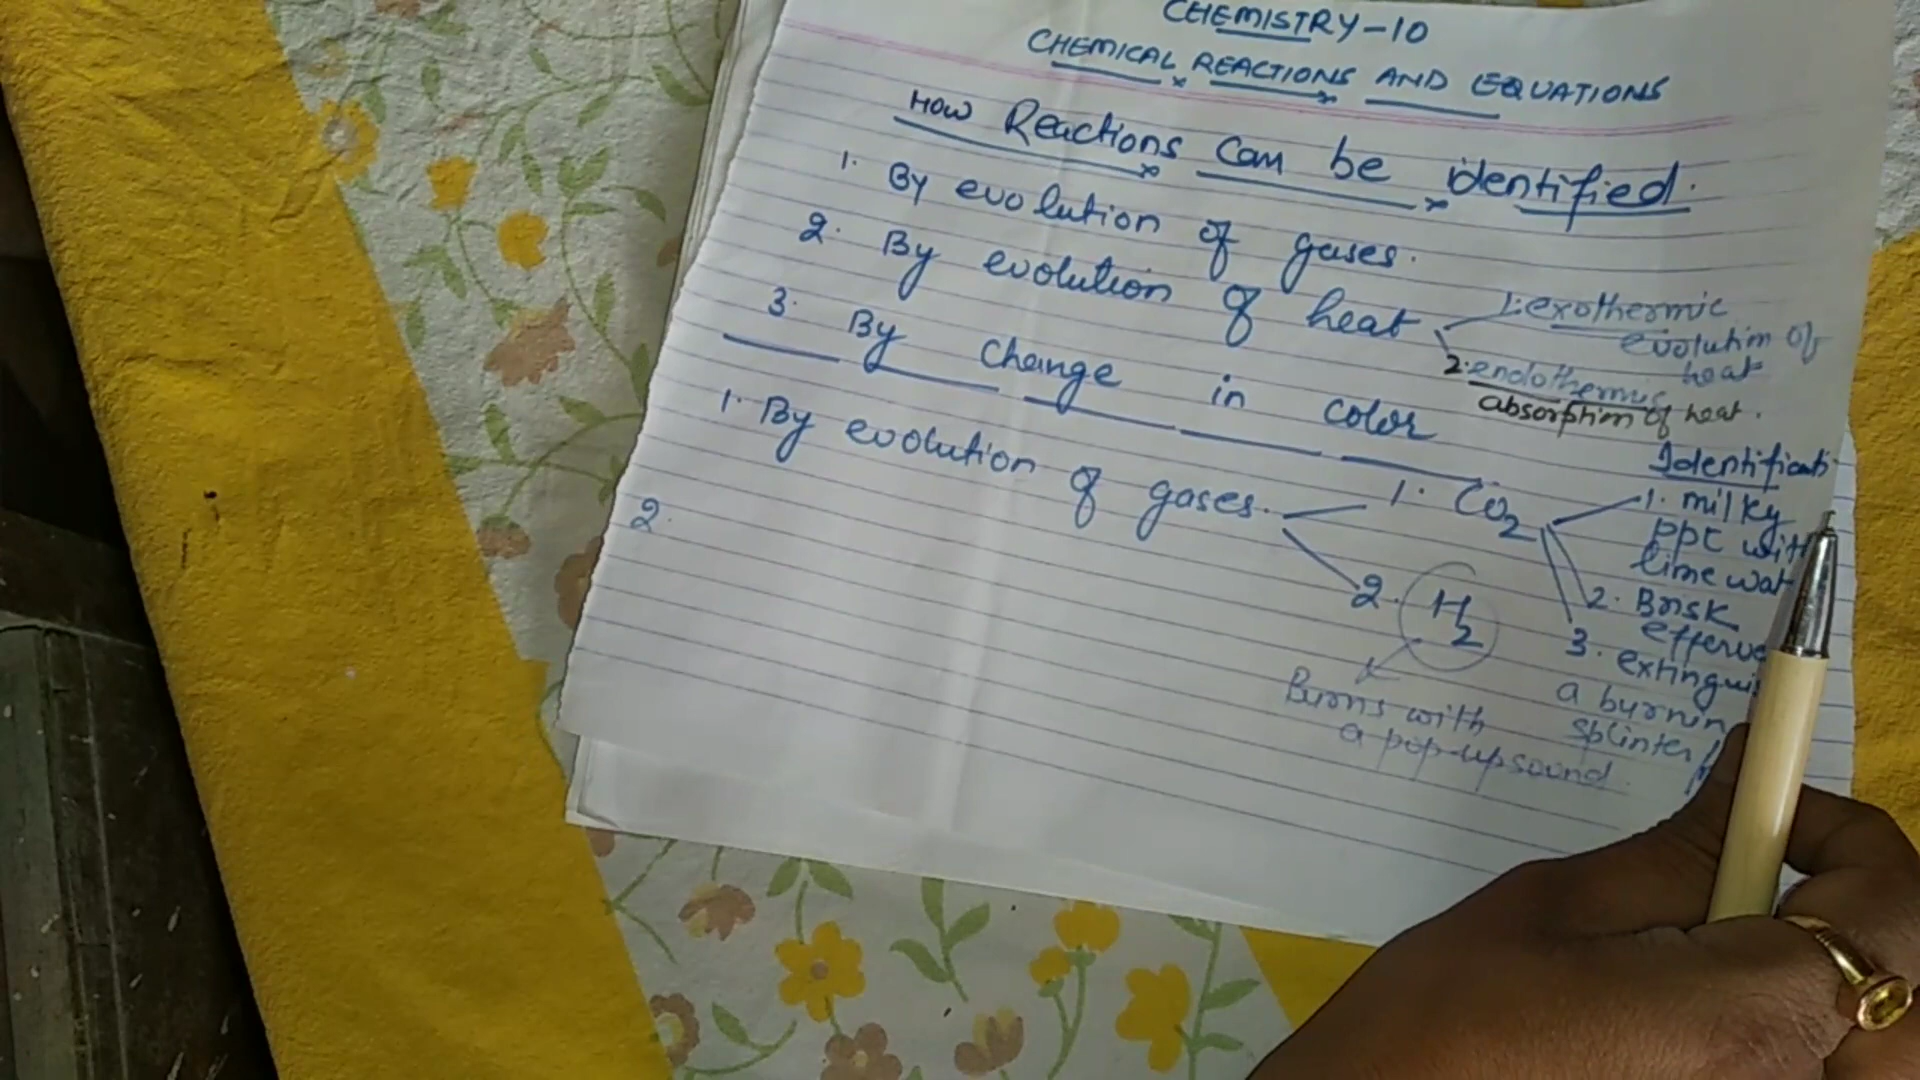 CHEMISTRY-10
CHEMICAL REACTIONS AND EQUATIONS
HOW Reactions can be identified.
1. By evolution of gases.
2. By evolution of heat
1. exothermic
evolution of
heat
2. endothermic
absorption of heat.
3. By change in color
1. By evolution of gases.
1. CO2
Identificati
1. milky
ppt with
lime wat
2. Brisk
efferve
3. extinguis
a burnin
splinter
2. H2
Burns with
a pop-up sound.
2.